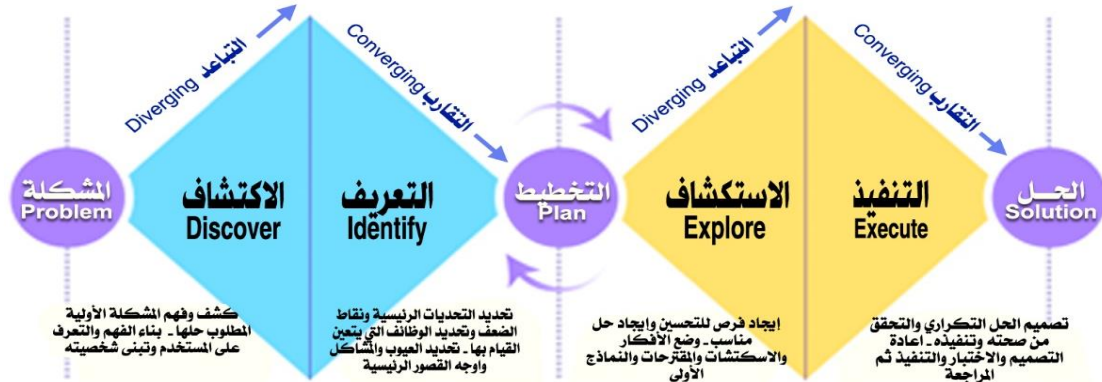 Diverging التباعد
Converging التقارب
Diverging التباعد
Converging التقارب
المشكلة
Problem
الاكتشاف
Discover
التعريف
Identify
التخطيط
Plan
الاستكشاف
Explore
التنفيذ
Execute
الحل
Solution
كشف وفهم المشكلة الأولية
المطلوب حلها - بناء الفهم والتعرف
على المستخدم وتبنى شخصيته
تحديد التحديات الرئيسية ونقاط
الضعف وتحديد الوظائف التي يتعين
القيام بها - تحديد العيوب والمشاكل
واوجه القصور الرئيسية
إيجاد فرص للتحسين وإيجاد حل
مناسب - وضع الأفكار
والاسكتشات والمقترحات والنماذج
الأولى
تصميم الحل التكراري والتحقق
من صحته وتنفيذه - اعادة
التصميم والاختبار والتنفيذ ثم
المراجعة